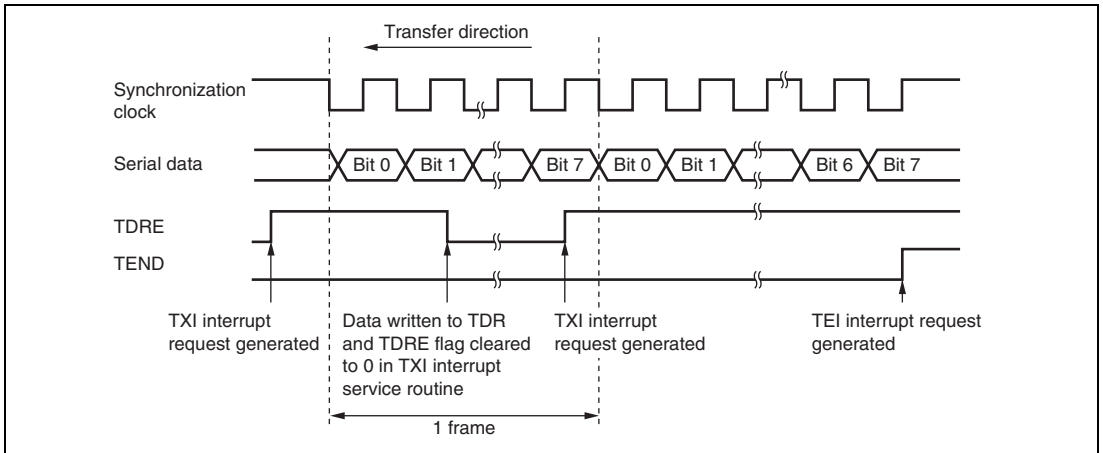 Transfer direction
Synchronization
clock
Serial data
Bit 0 Bit 1 Bit 7 Bit 0 Bit 1 Bit 6 Bit 7
TDRE
TEND
TXI interrupt
request generated
Data written to TDR
and TDRE flag cleared
to 0 in TXI interrupt
service routine
TXI interrupt
request generated
TEI interrupt request
generated
1 frame